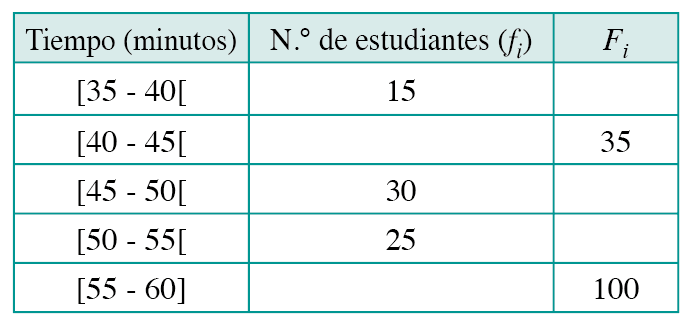 Tiempo (minutos) N.° de estudiantes (fi) Fi
[35 - 40[ 15
[40 - 45[ 35
[45 - 50[ 30
[50 - 55[ 25
[55 - 60] 100